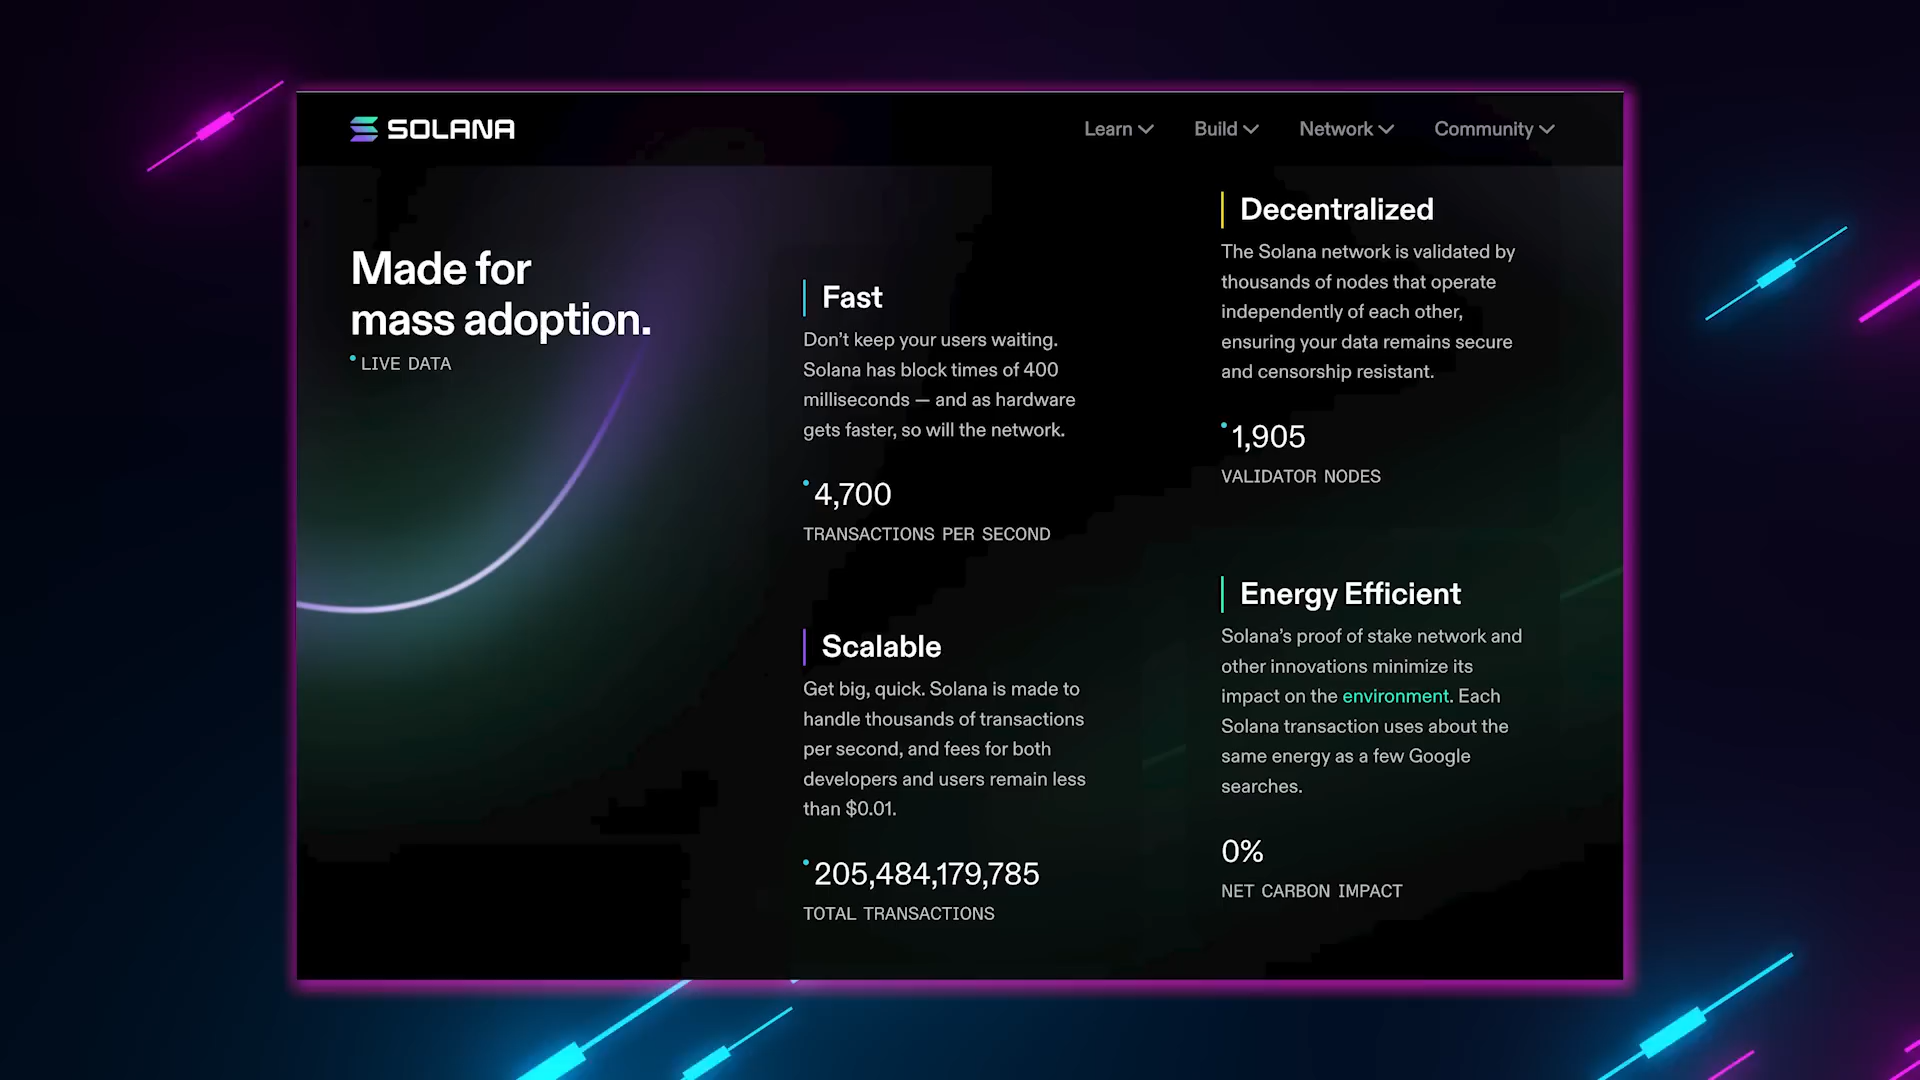 SOLANA
Learn
Build
Network
Community
Made for
mass adoption.
LIVE DATA
Fast
Don’t keep your users waiting.
Solana has block times of 400
milliseconds — and as hardware
gets faster, so will the network.
4,700
TRANSACTIONS PER SECOND
Scalable
Get big, quick. Solana is made to
handle thousands of transactions
per second, and fees for both
developers and users remain less
than $0.01.
205,484,179,785
TOTAL TRANSACTIONS
Decentralized
The Solana network is validated by
thousands of nodes that operate
independently of each other,
ensuring your data remains secure
and censorship resistant.
1,905
VALIDATOR NODES
Energy Efficient
Solana’s proof of stake network and
other innovations minimize its
impact on the environment. Each
Solana transaction uses about the
same energy as a few Google
searches.
0%
NET CARBON IMPACT